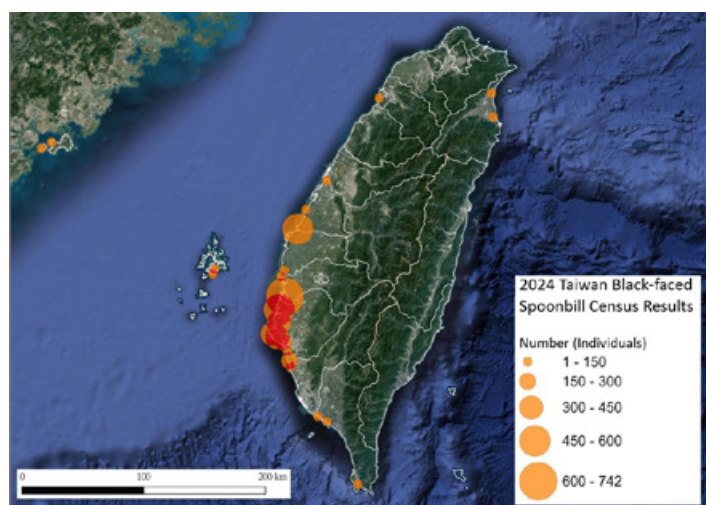 2024 Taiwan Black-faced
Spoonbill Census Results
Number (Individuals)
1 - 150
150 - 300
300 - 450
450 - 600
600 - 742
0 100 200 km